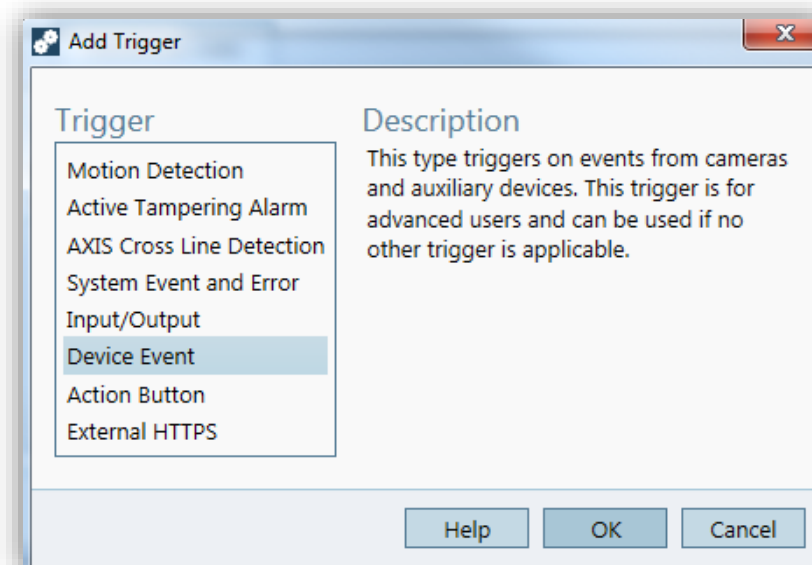 Add Trigger
Trigger
Motion Detection
Active Tampering Alarm
AXIS Cross Line Detection
System Event and Error
Input/Output
Device Event
Action Button
External HTTPS
Description
This type triggers on events from cameras
and auxiliary devices. This trigger is for
advanced users and can be used if no
other trigger is applicable.
Help
OK
Cancel